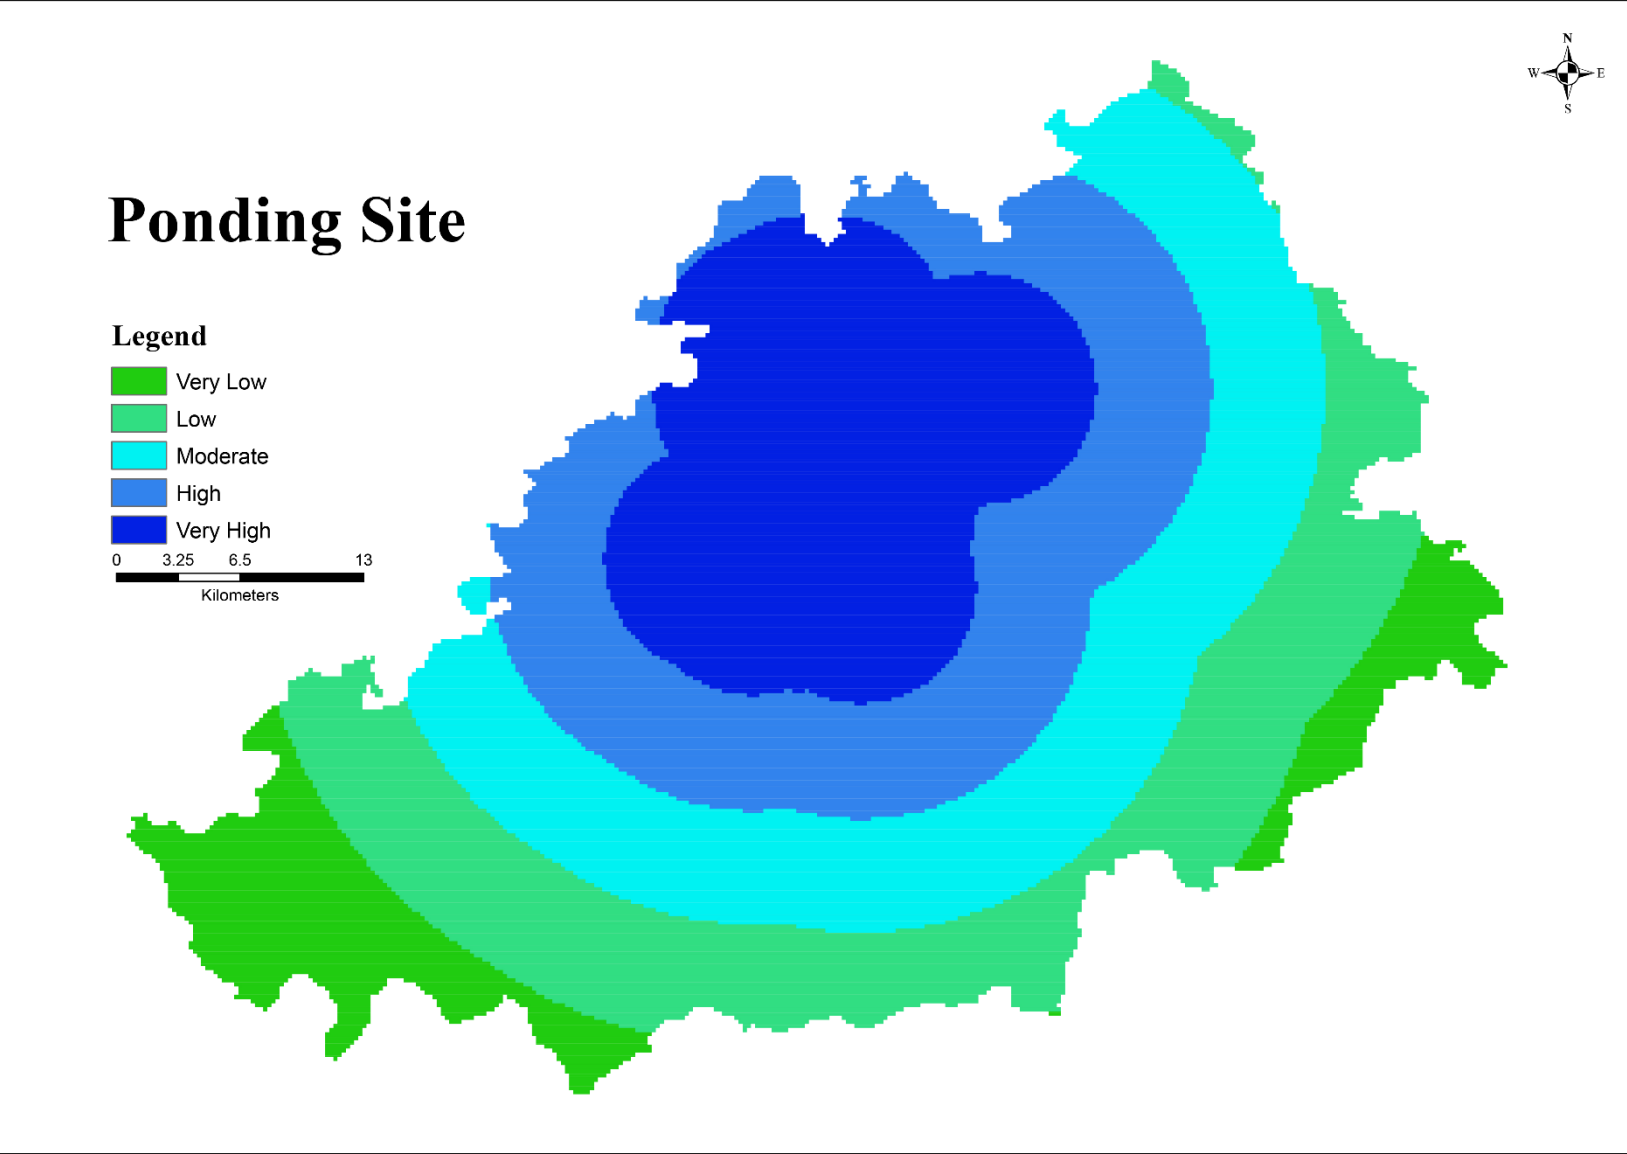 N
W E
S
Ponding Site
Legend
Very Low
Low
Moderate
High
Very High
0 3.25 6.5 13
Kilometers